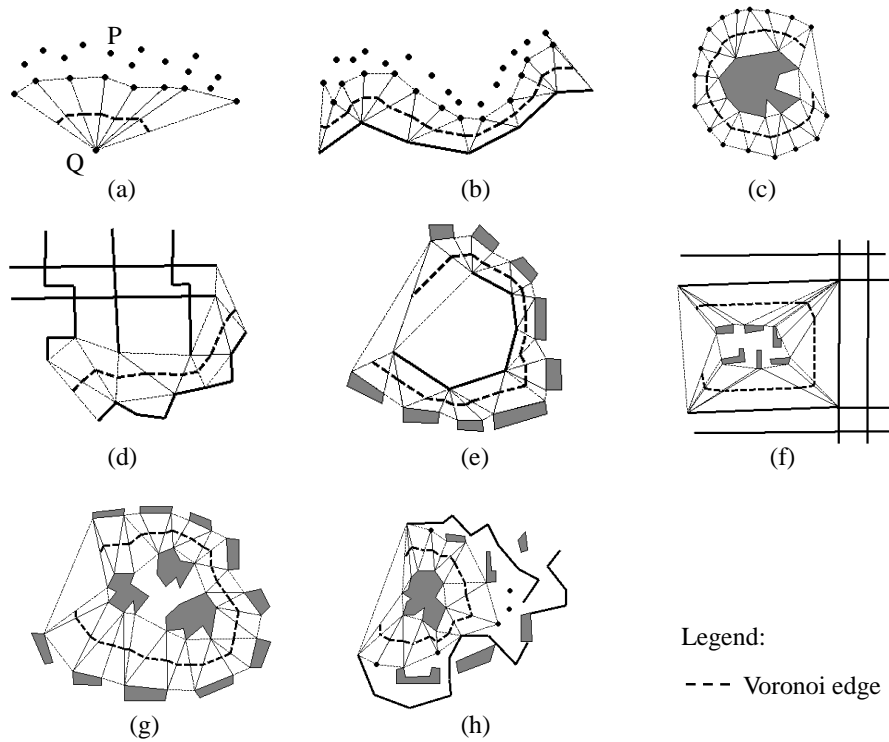 P
Q
(a)
(b)
(c)
(d)
(e)
(f)
(g)
(h)
Legend:
Voronoi edge